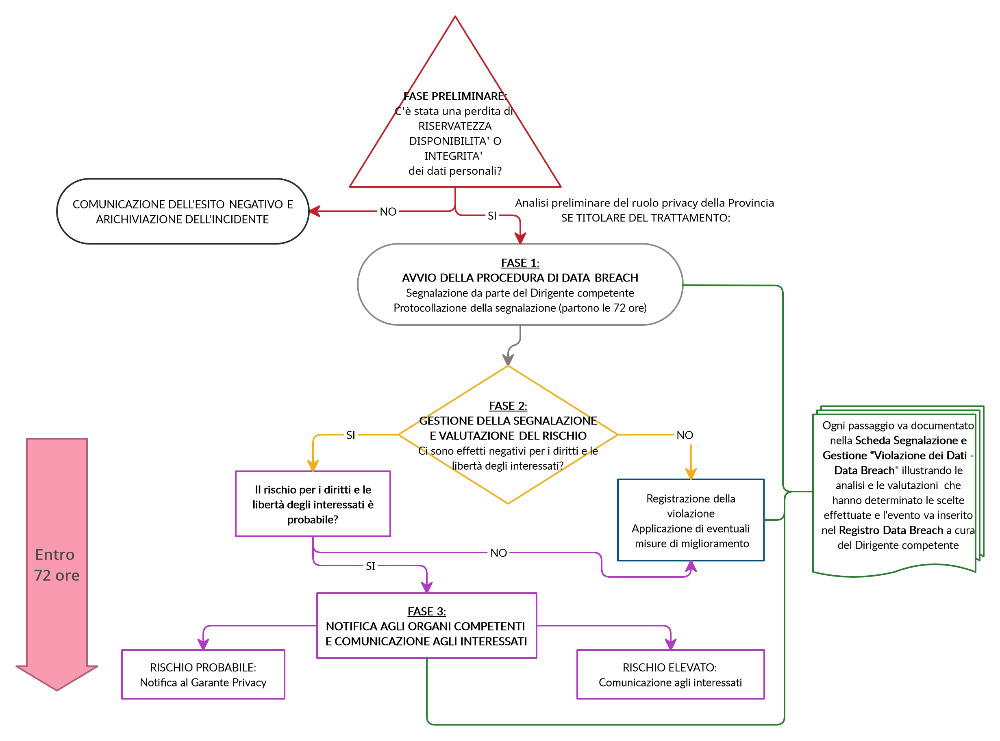 FASE PRELIMINARE:
C'è stata una perdita di
RISERVATEZZA
DISPONIBILITA' O
INTEGRITA'
dei dati personali?
COMUNICAZIONE DELL'ESITO NEGATIVO E
ARICHIVIAZIONE DELL'INCIDENTE
NO
SI
Analisi preliminare del ruolo privacy della Provincia
SE TITOLARE DEL TRATTAMENTO:
FASE 1:
AVVIO DELLA PROCEDURA DI DATA BREACH
Segnalazione da parte del Dirigente competente
Protocollazione della segnalazione (partono le 72 ore)
FASE 2:
GESTIONE DELLA SEGNALAZIONE
E VALUTAZIONE DEL RISCHIO
Ci sono effetti negativi per i diritti e le
libertà degli interessati?
SI
NO
Il rischio per i diritti e le
libertà degli interessati è
probabile?
Registrazione della
violazione
Applicazione di eventuali
misure di miglioramento
Ogni passaggio va documentato
nella Scheda Segnalazione e
Gestione "Violazione dei Dati -
Data Breach" illustrando le
analisi e le valutazioni che
hanno determinato le scelte
effettuate e l'evento va inserito
nel Registro Data Breach a cura
del Dirigente competente
Entro
72 ore
NO
SI
FASE 3:
NOTIFICA AGLI ORGANI COMPETENTI
E COMUNICAZIONE AGLI INTERESSATI
RISCHIO PROBABILE:
Notifica al Garante Privacy
RISCHIO ELEVATO:
Comunicazione agli interessati